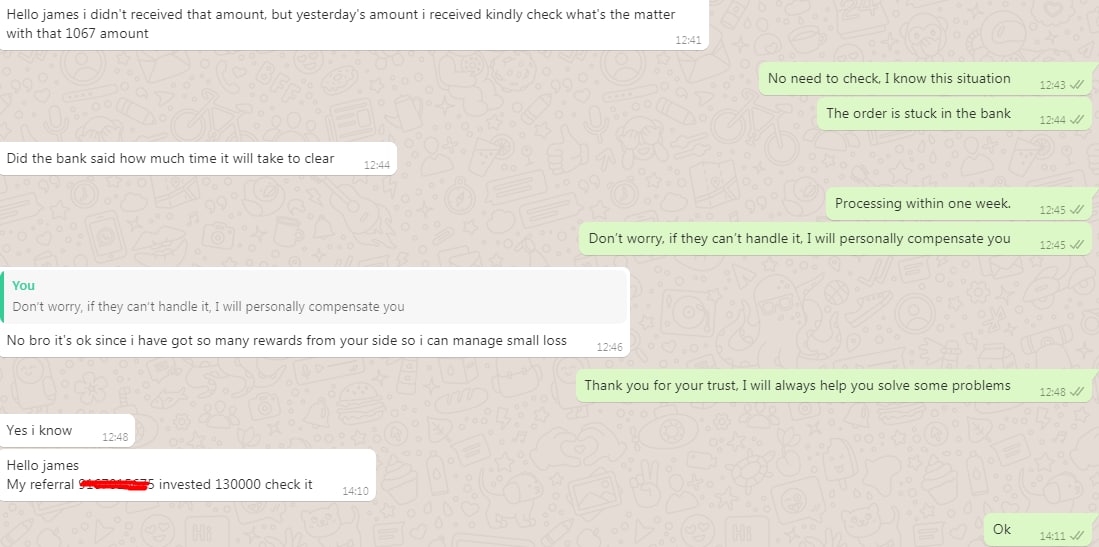 Hello james i didn't received that amount, but yesterday's amount i received kindly check what's the matter
with that 1067 amount
12:41
No need to check, I know this situation
12:43
The order is stuck in the bank
12:44
Did the bank said how much time it will take to clear
12:44
Processing within one week.
12:45
Don't worry, if they can't handle it, I will personally compensate you
12:45
You
Don't worry, if they can't handle it, I will personally compensate you
No bro it's ok since i have got so many rewards from your side so i can manage small loss
12:46
Thank you for your trust, I will always help you solve some problems
12:48
Yes i know
12:48
Hello james
My referral invested 130000 check it
14:10
Ok
14:11